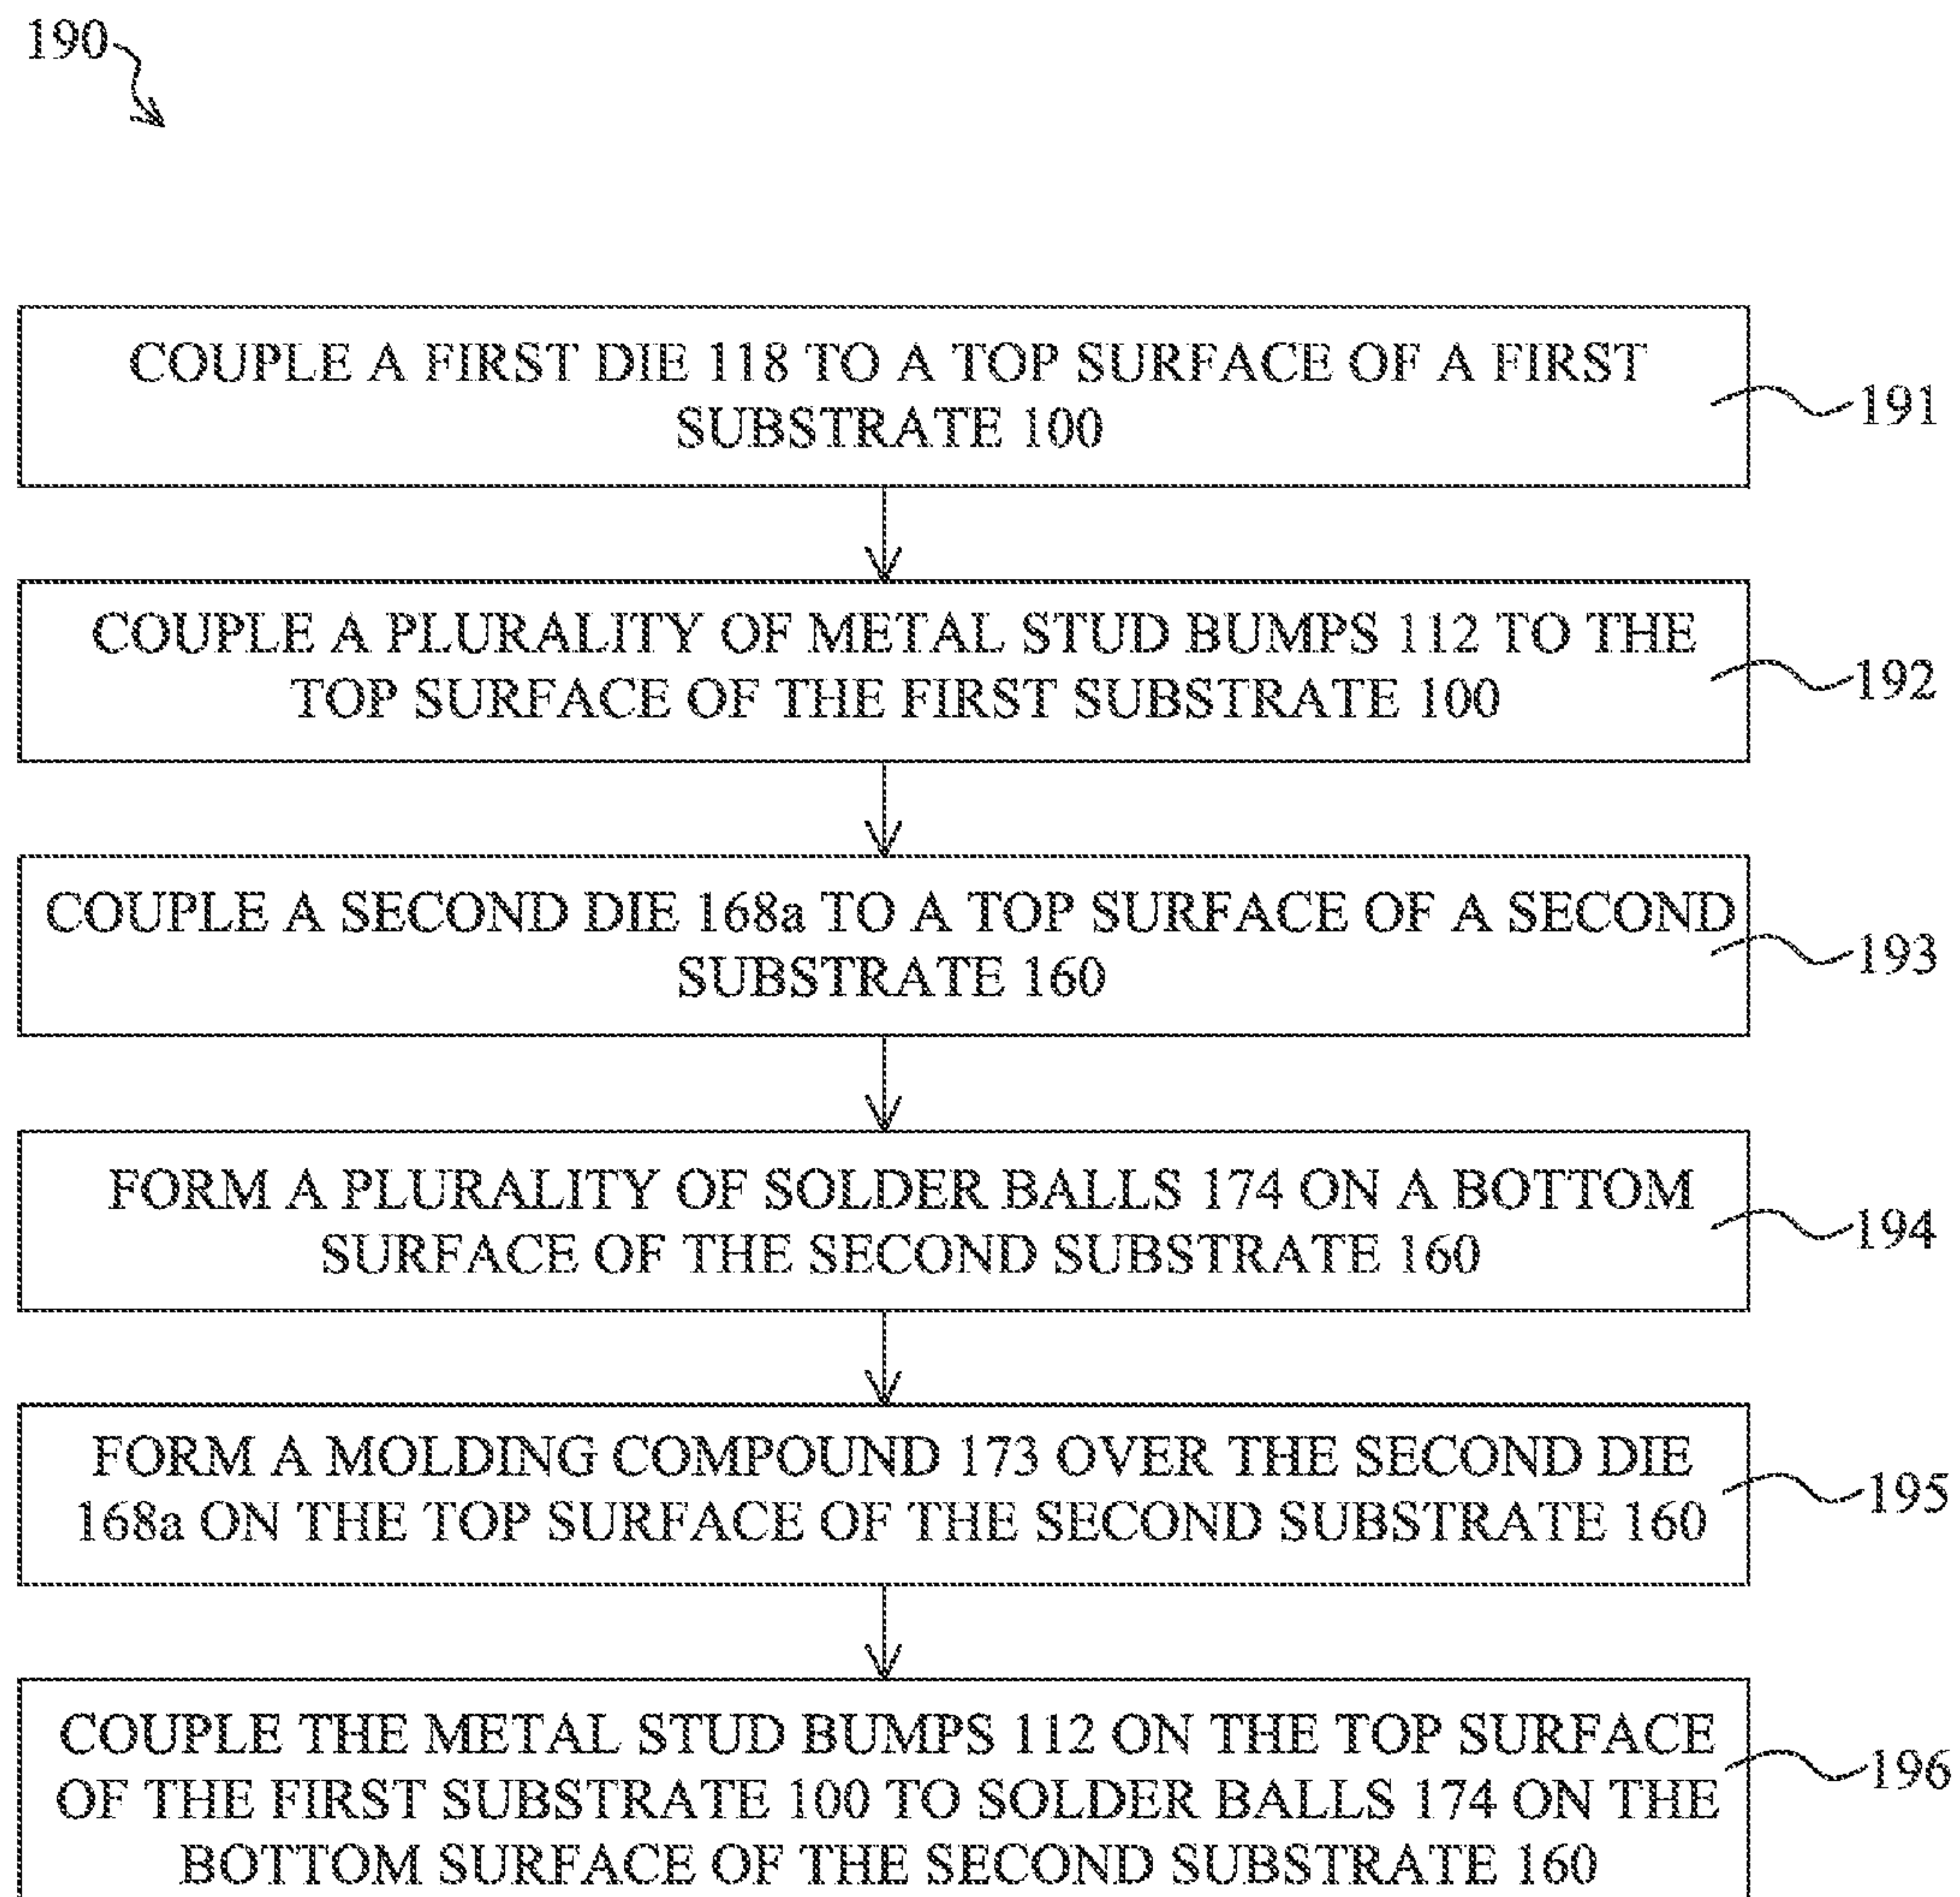 190
COUPLE A FIRST DIE 118 TO A TOP SURFACE OF A FIRST
SUBSTRATE 100
191
COUPLE A PLURALITY OF METAL STUD BUMPS 112 TO THE
TOP SURFACE OF THE FIRST SUBSTRATE 100
192
COUPLE A SECOND DIE 168a TO A TOP SURFACE OF A SECOND
SUBSTRATE 160
193
FORM A PLURALITY OF SOLDER BALLS 174 ON A BOTTOM
SURFACE OF THE SECOND SUBSTRATE 160
194
FORM A MOLDING COMPOUND 173 OVER THE SECOND DIE
168a ON THE TOP SURFACE OF THE SECOND SUBSTRATE 160
195
COUPLE THE METAL STUD BUMPS 112 ON THE TOP SURFACE
OF THE FIRST SUBSTRATE 100 TO SOLDER BALLS 174 ON THE
BOTTOM SURFACE OF THE SECOND SUBSTRATE 160
196